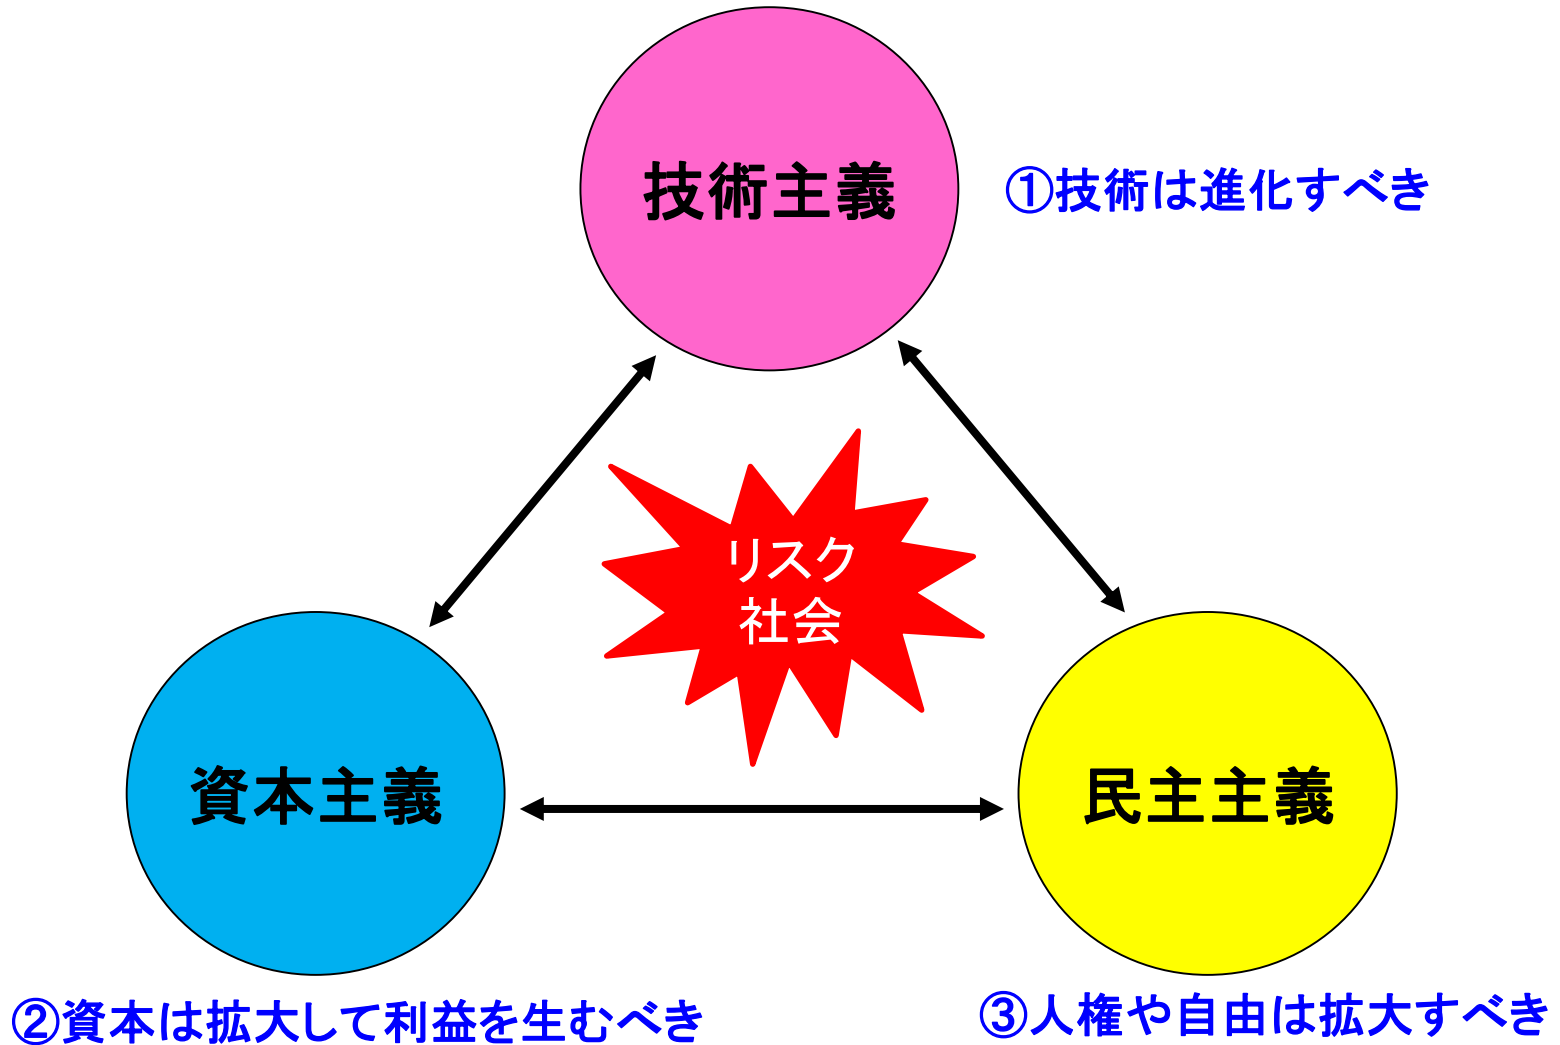 技術主義
①技術は進化すべき
リスク
社会
資本主義
民主主義
②資本は拡大して利益を生むべき
③人権や自由は拡大すべき